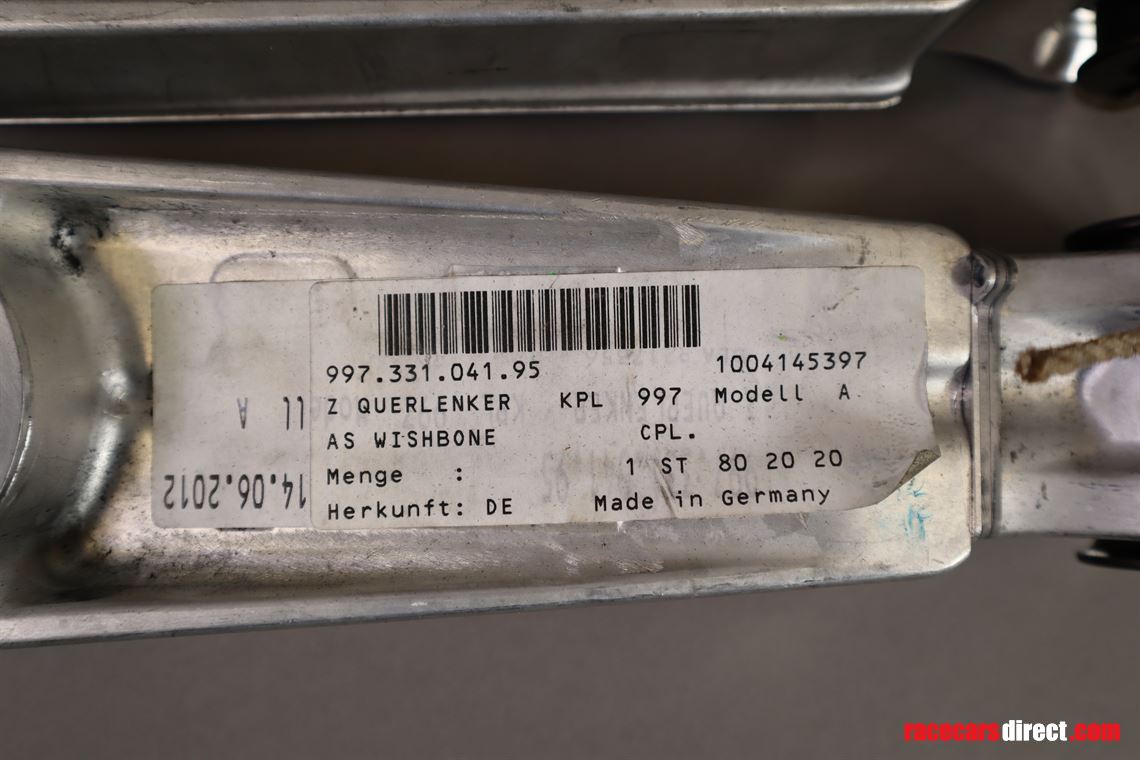 997.331.041.95 1004145397
Z QUERLENKER KPL 997 Modell A
AS WISHBONE CPL.
Menge : 1 ST 80 20 20
Herkunft: DE Made in Germany
ll A
14.06.2012
racecarsdirect.com